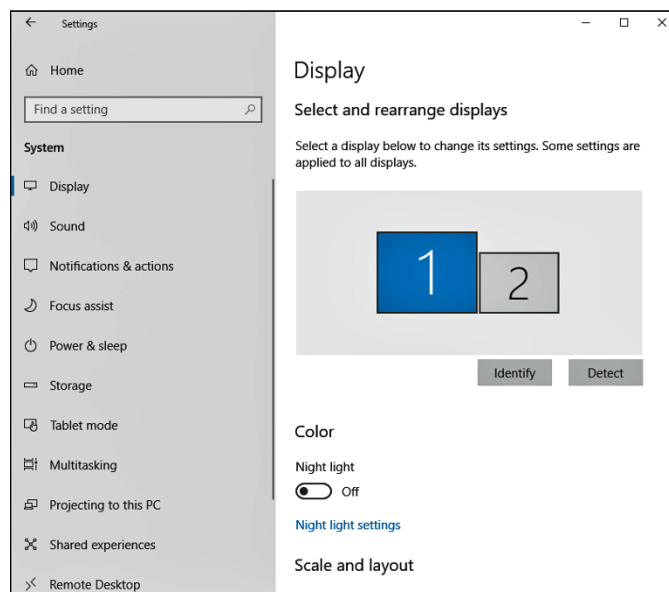 Settings
Home
Find a setting
System
Display
Sound
Notifications & actions
Focus assist
Power & sleep
Storage
Tablet mode
Multitasking
Projecting to this PC
Shared experiences
Remote Desktop
Display
Select and rearrange displays
Select a display below to change its settings. Some settings are
applied to all displays.
1 2
Identify Detect
Color
Night light
Off
Night light settings
Scale and layout